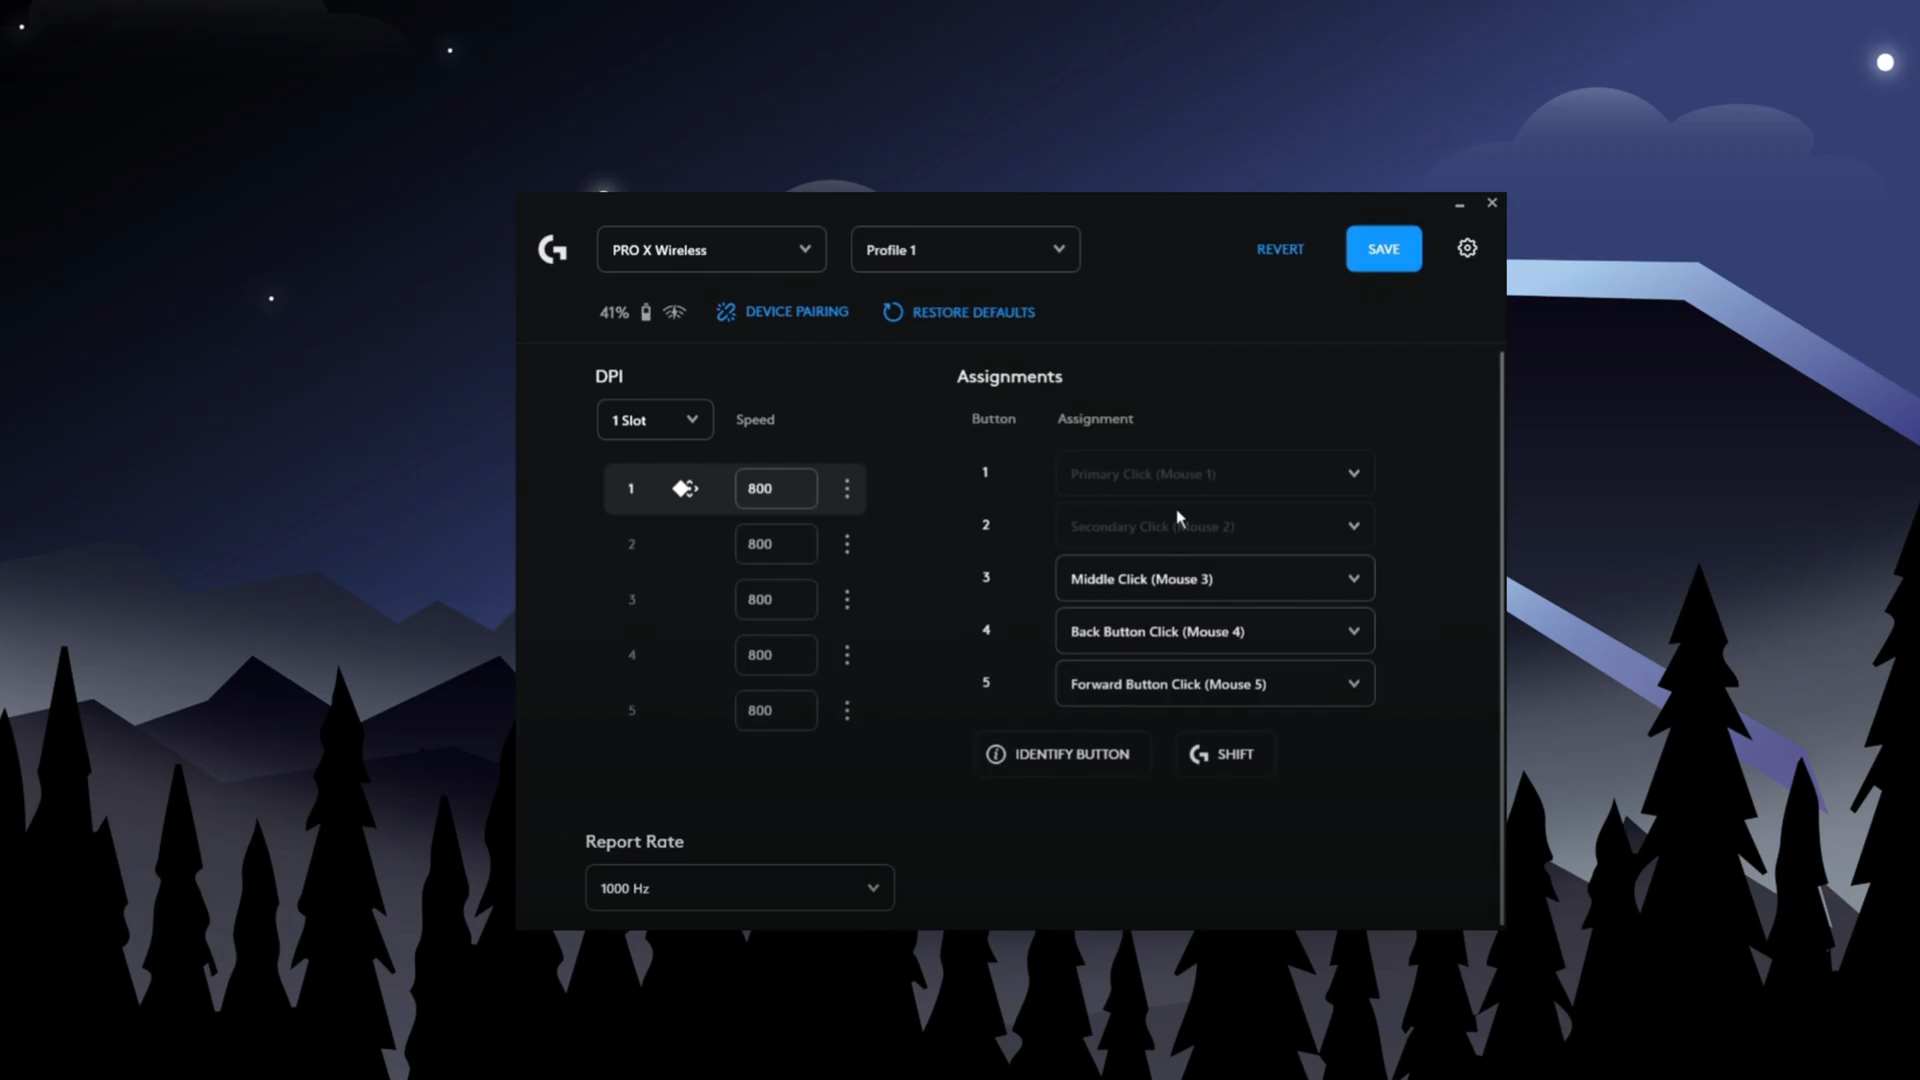 PRO X Wireless
Profile 1
REVERT
SAVE
41%
DEVICE PAIRING
RESTORE DEFAULTS
DPI
1 Slot
Speed
1
800
2
800
3
800
4
800
5
800
Assignments
Button
Assignment
1
Primary Click (Mouse 1)
2
Secondary Click (Mouse 2)
3
Middle Click (Mouse 3)
4
Back Button Click (Mouse 4)
5
Forward Button Click (Mouse 5)
IDENTIFY BUTTON
SHIFT
Report Rate
1000 Hz